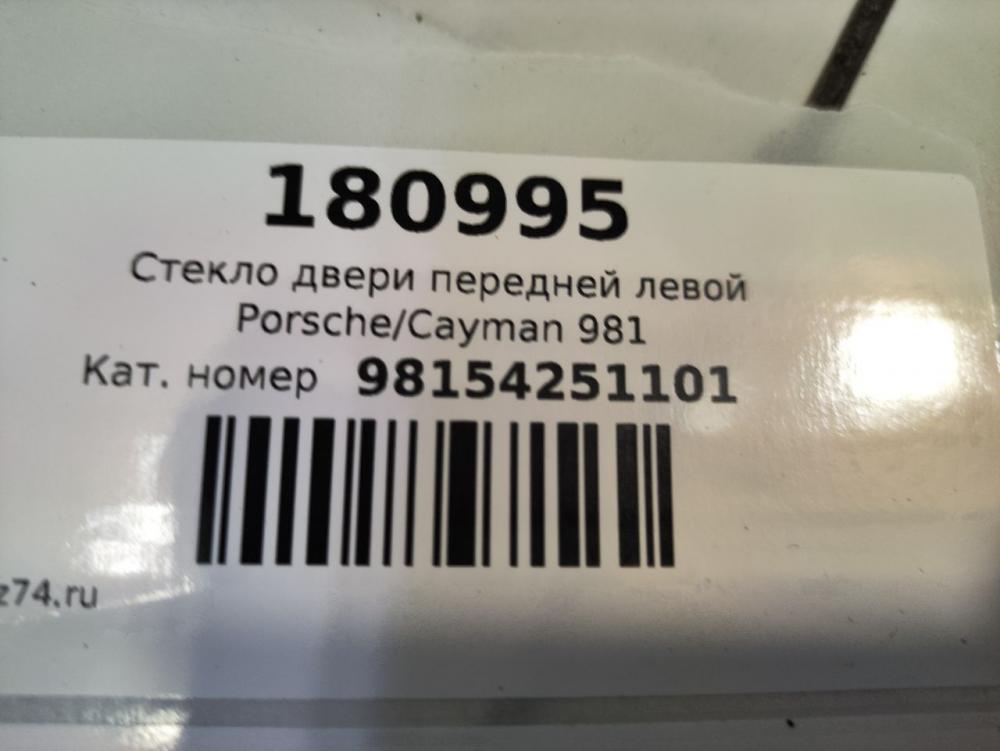 180995
Стекло двери передней левой
Porsche/Cayman 981
Кат. номер 98154251101
z74.ru